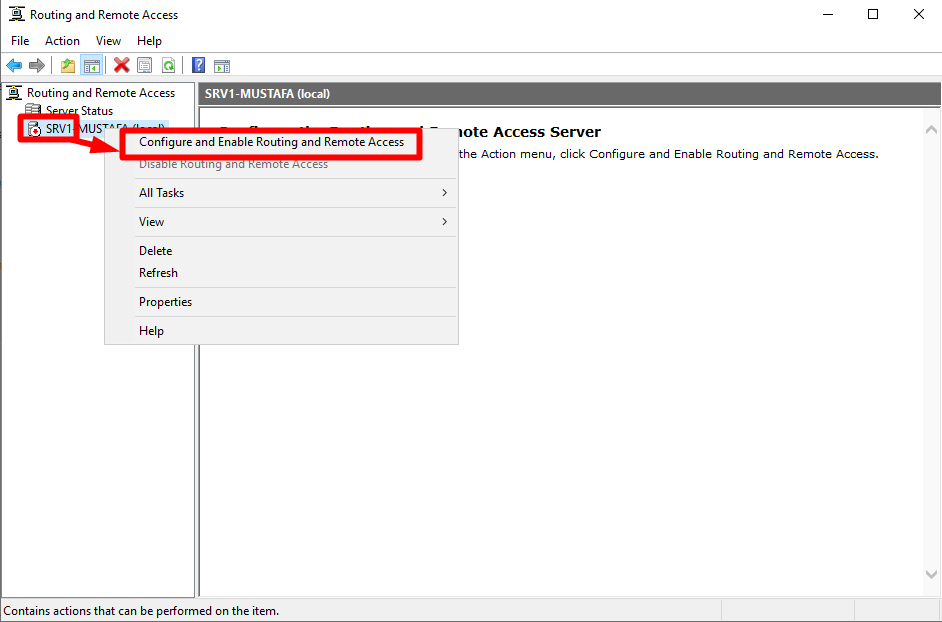 Routing and Remote Access
File Action View Help
Routing and Remote Access
Server Status
SRV1-MUSTAFA (local)
SRV1-MUSTAFA (local)
Remote Access Server
the Action menu, click Configure and Enable Routing and Remote Access.
Configure and Enable Routing and Remote Access
Disable Routing and Remote Access
All Tasks
View
Delete
Refresh
Properties
Help
Contains actions that can be performed on the item.